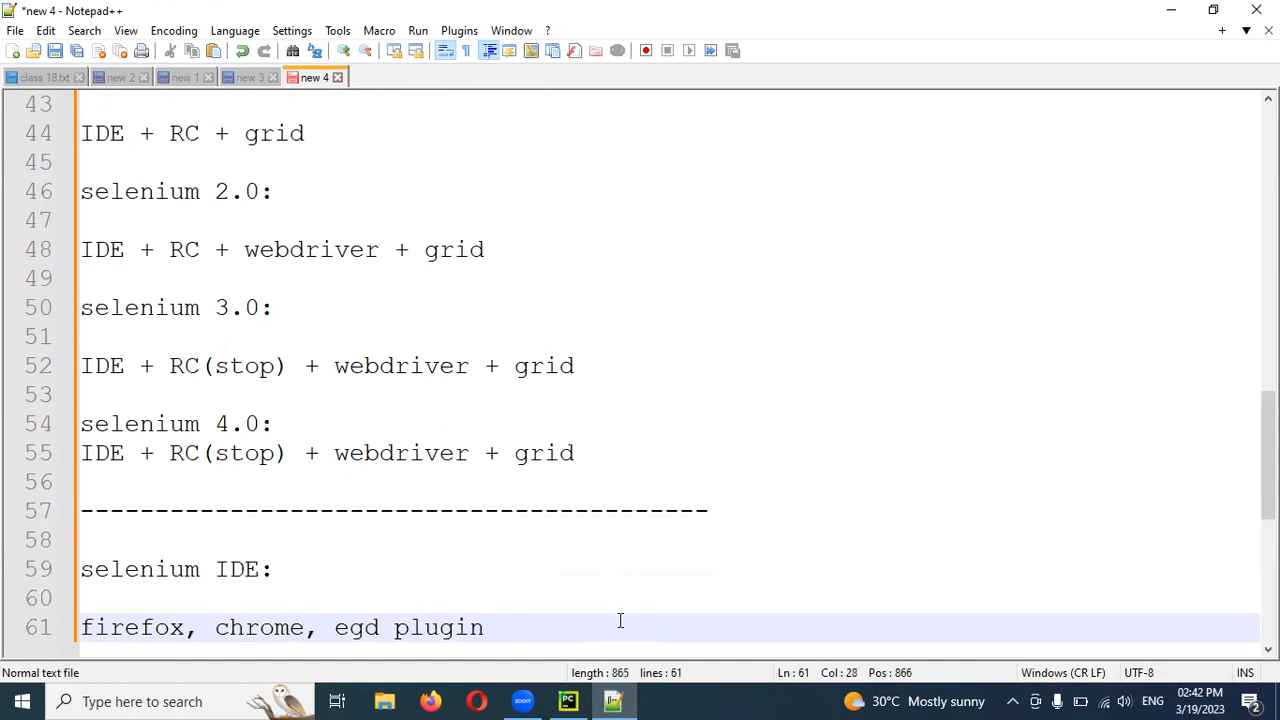 *new 4 - Notepad++
File Edit Search View Encoding Language Settings Tools Macro Run Plugins Window ?
class 18.txt new 2 new 1 new 3 new 4
43
44 IDE + RC + grid
45
46 selenium 2.0:
47
48 IDE + RC + webdriver + grid
49
50 selenium 3.0:
51
52 IDE + RC(stop) + webdriver + grid
53
54 selenium 4.0:
55 IDE + RC(stop) + webdriver + grid
56
57 ------------------------------------------
58
59 selenium IDE:
60
61 firefox, chrome, egd plugin
Normal text file length : 865 lines : 61 Ln : 61 Col : 28 Pos : 866 Windows (CR LF) UTF-8 INS
Type here to search zoom PC 30°C Mostly sunny ENG 02:42 PM 3/19/2023 2